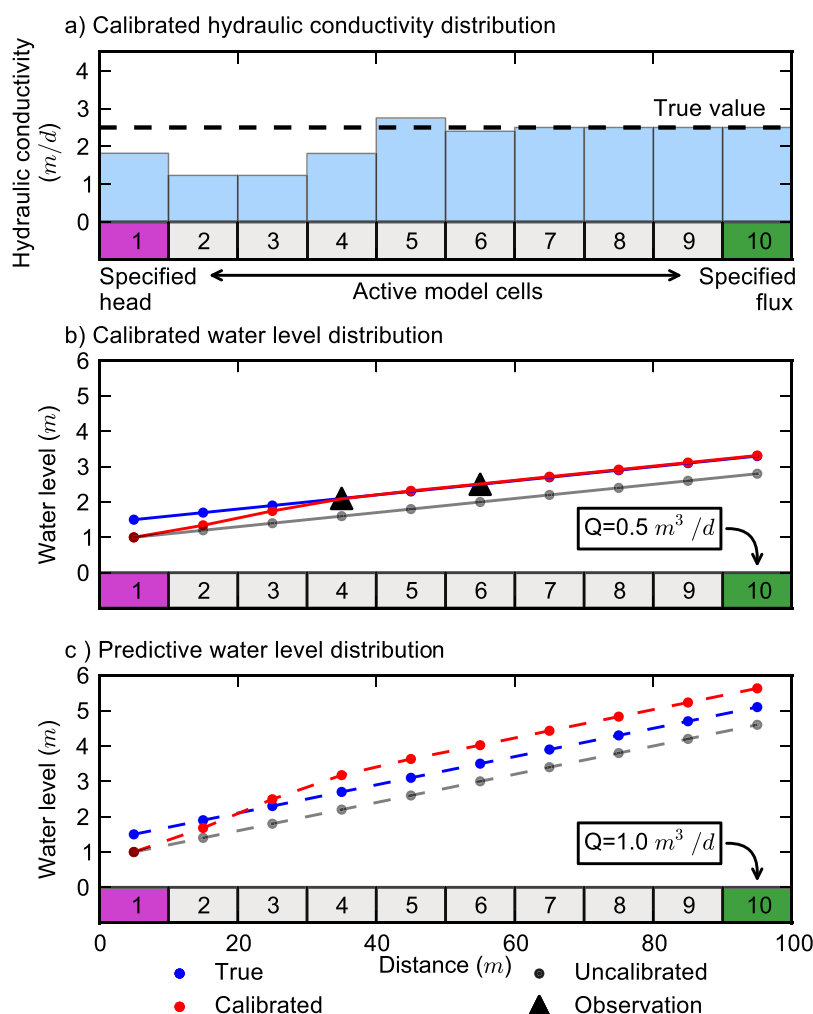 a) Calibrated hydraulic conductivity distribution
Hydraulic conductivity
(m/d)
4
3
2
1
0
True value
1 2 3 4 5 6 7 8 9 10
Specified
head
Active model cells
Specified
flux
b) Calibrated water level distribution
Water level (m)
6
5
4
3
2
1
0
Q=0.5 m³ /d
1 2 3 4 5 6 7 8 9 10
c ) Predictive water level distribution
Water level (m)
6
5
4
3
2
1
0
Q=1.0 m³ /d
1 2 3 4 5 6 7 8 9 10
0 20 40 60 80 100
Distance (m)
True
Calibrated
Uncalibrated
Observation